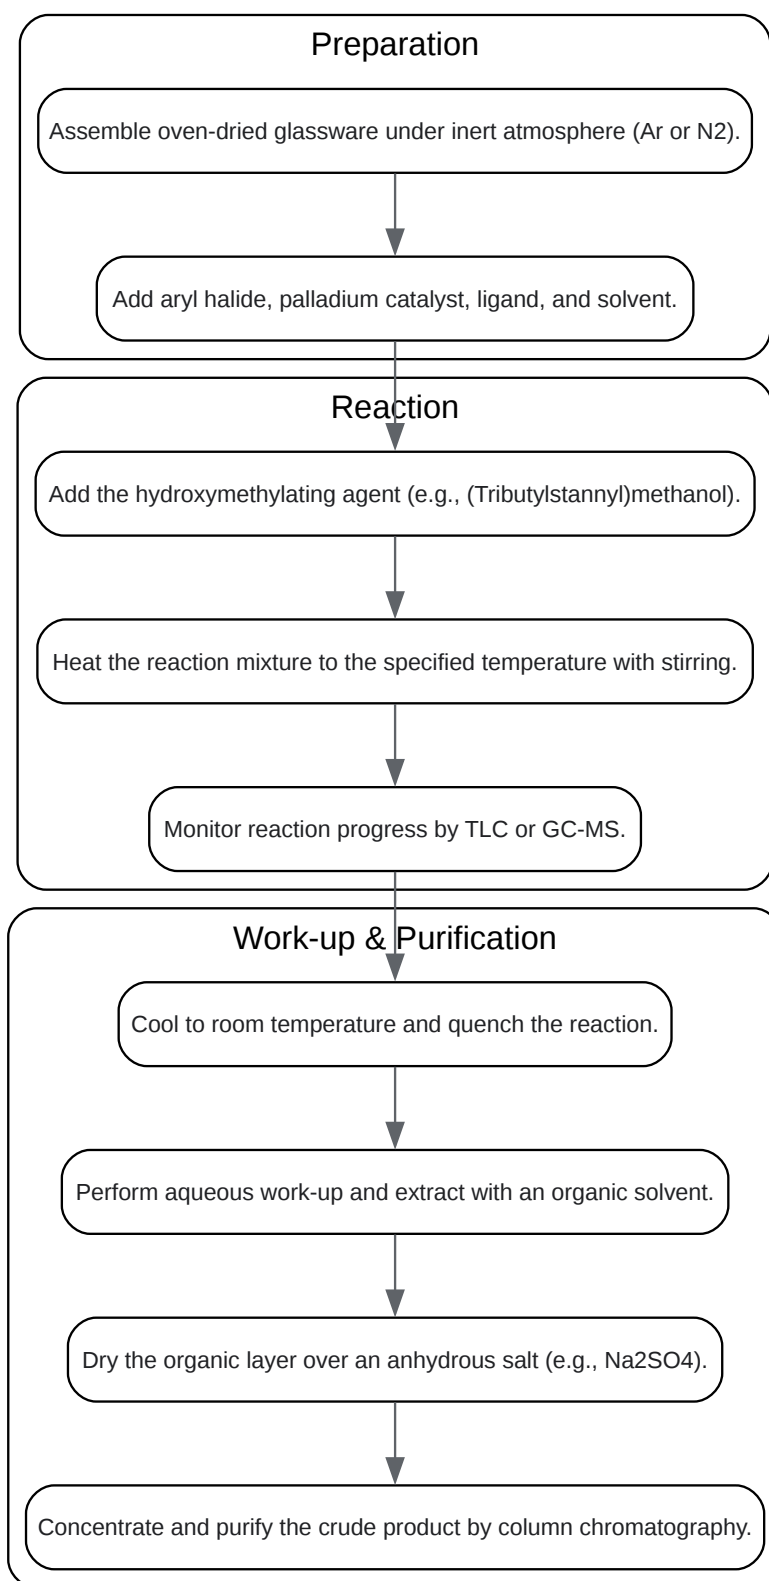 Preparation
Assemble oven-dried glassware under inert atmosphere (Ar or N2).
Add aryl halide, palladium catalyst, ligand, and solvent.
Reaction
Add the hydroxymethylating agent (e.g., (Tributylstannyl)methanol).
Heat the reaction mixture to the specified temperature with stirring.
Monitor reaction progress by TLC or GC-MS.
Work-up & Purification
Cool to room temperature and quench the reaction.
Perform aqueous work-up and extract with an organic solvent.
Dry the organic layer over an anhydrous salt (e.g., Na2SO4).
Concentrate and purify the crude product by column chromatography.